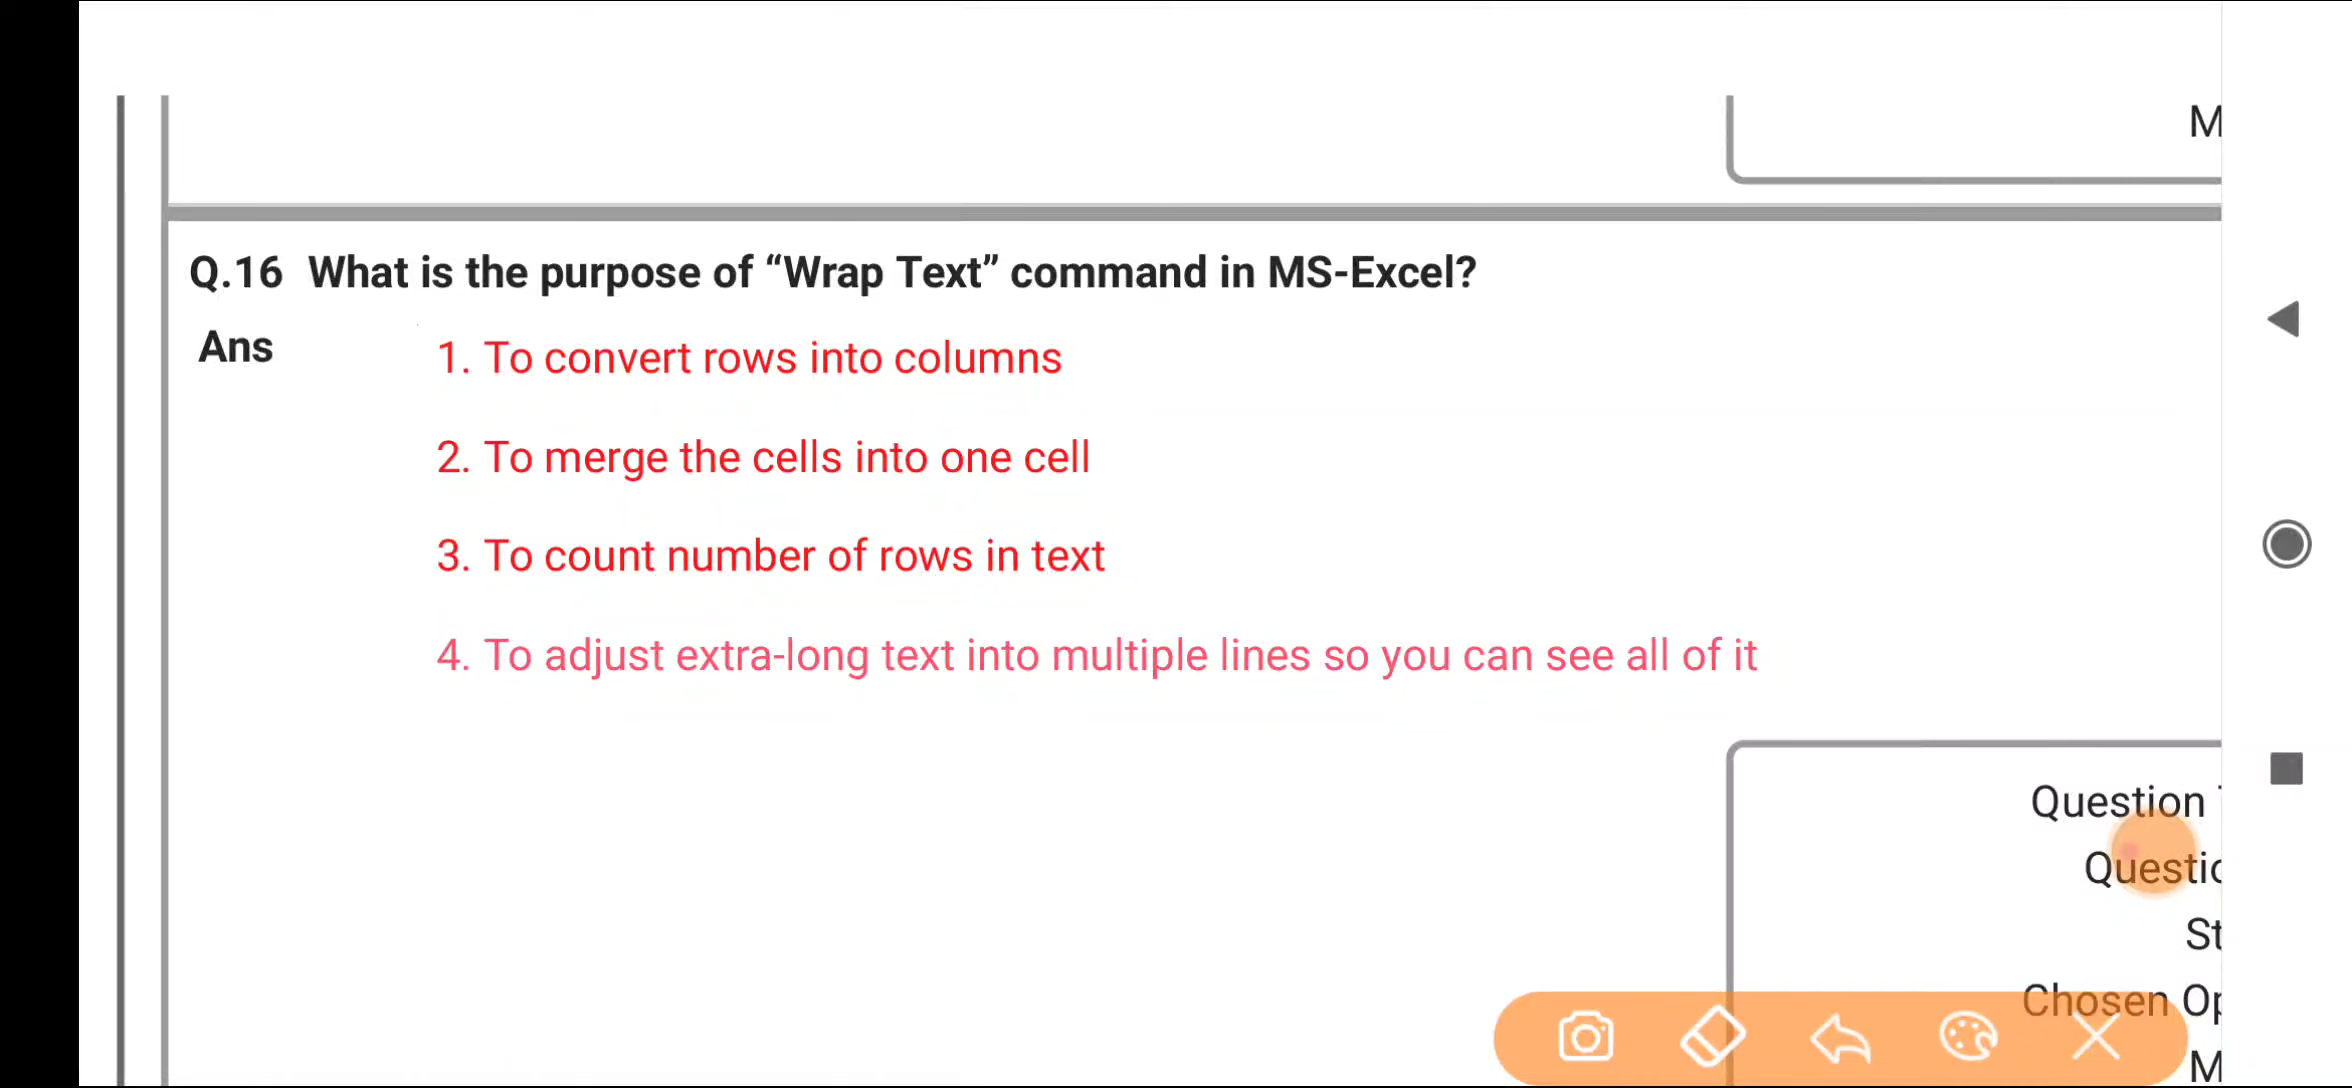 M
Q.16 What is the purpose of “Wrap Text” command in MS-Excel?
Ans
1. To convert rows into columns
2. To merge the cells into one cell
3. To count number of rows in text
4. To adjust extra-long text into multiple lines so you can see all of it
Question
Questio
St
Chosen Op
M